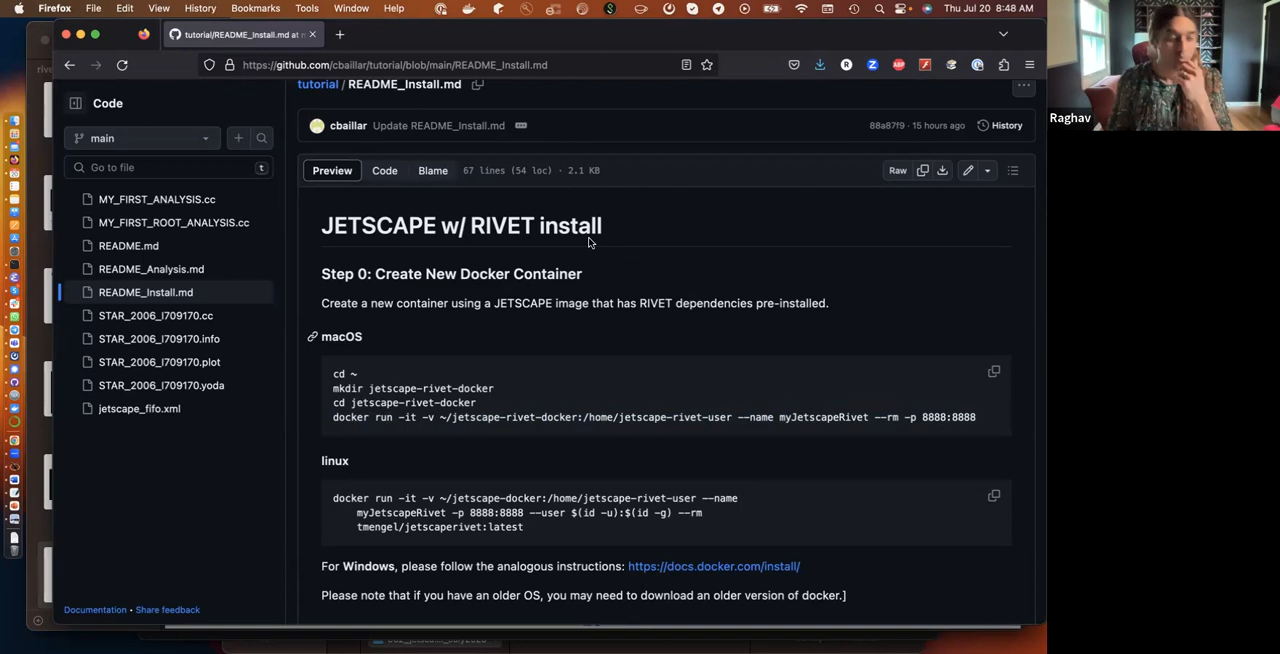 Firefox File Edit View History Bookmarks Tools Window Help Thu Jul 20 8:48 AM
tutorial/README_Install.md at
https://github.com/cbaillar/tutorial/blob/main/README_Install.md
Raghav
Code
main
Go to file t
MY_FIRST_ANALYSIS.cc
MY_FIRST_ROOT_ANALYSIS.cc
README.md
README_Analysis.md
README_Install.md
STAR_2006_I709170.cc
STAR_2006_I709170.info
STAR_2006_I709170.plot
STAR_2006_I709170.yoda
jetscape_fifo.xml
Documentation • Share feedback
tutorial / README_Install.md
cbaillar Update README_Install.md 88a87f9 · 15 hours ago History
Preview Code Blame 67 lines (54 loc) · 2.1 KB Raw
JETSCAPE w/ RIVET install
Step 0: Create New Docker Container
Create a new container using a JETSCAPE image that has RIVET dependencies pre-installed.
macOS
cd ~
mkdir jetscape-rivet-docker
cd jetscape-rivet-docker
docker run -it -v ~/jetscape-rivet-docker:/home/jetscape-rivet-user --name myJetscapeRivet --rm -p 8888:8888
linux
docker run -it -v ~/jetscape-docker:/home/jetscape-rivet-user --name
myJetscapeRivet -p 8888:8888 --user $(id -u):$(id -g) --rm
tmengel/jetscaperivet:latest
For Windows, please follow the analogous instructions: https://docs.docker.com/install/
Please note that if you have an older OS, you may need to download an older version of docker.]